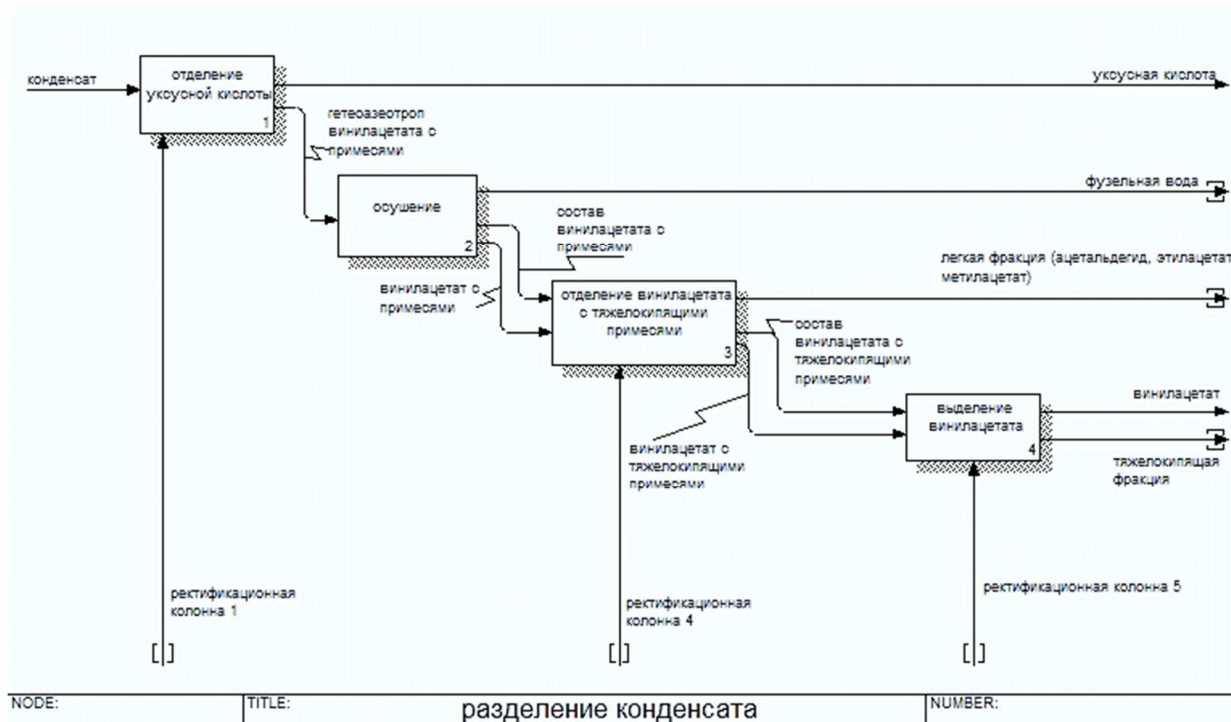 конденсат
отделение
уксусной кислоты
1
уксусная кислота
гетеоазеотроп
винилацетата с
примесями
осушение
2
фузельная вода
состав
винилацетата с
примесями
винилацетат с
примесями
легкая фракция (ацетальдегид, этилацетат
метилацетат)
отделение винилацетата
с тяжелокипящими
примесями
3
состав
винилацетата с
тяжелокипящими
примесями
винилацетат с
тяжелокипящими
примесями
выделение
винилацетата
4
винилацетат
тяжелокипящая
фракция
ректификационная
колонна 1
ректификационная
колонна 4
ректификационная колонна 5
NODE:
TITLE:
разделение конденсата
NUMBER: